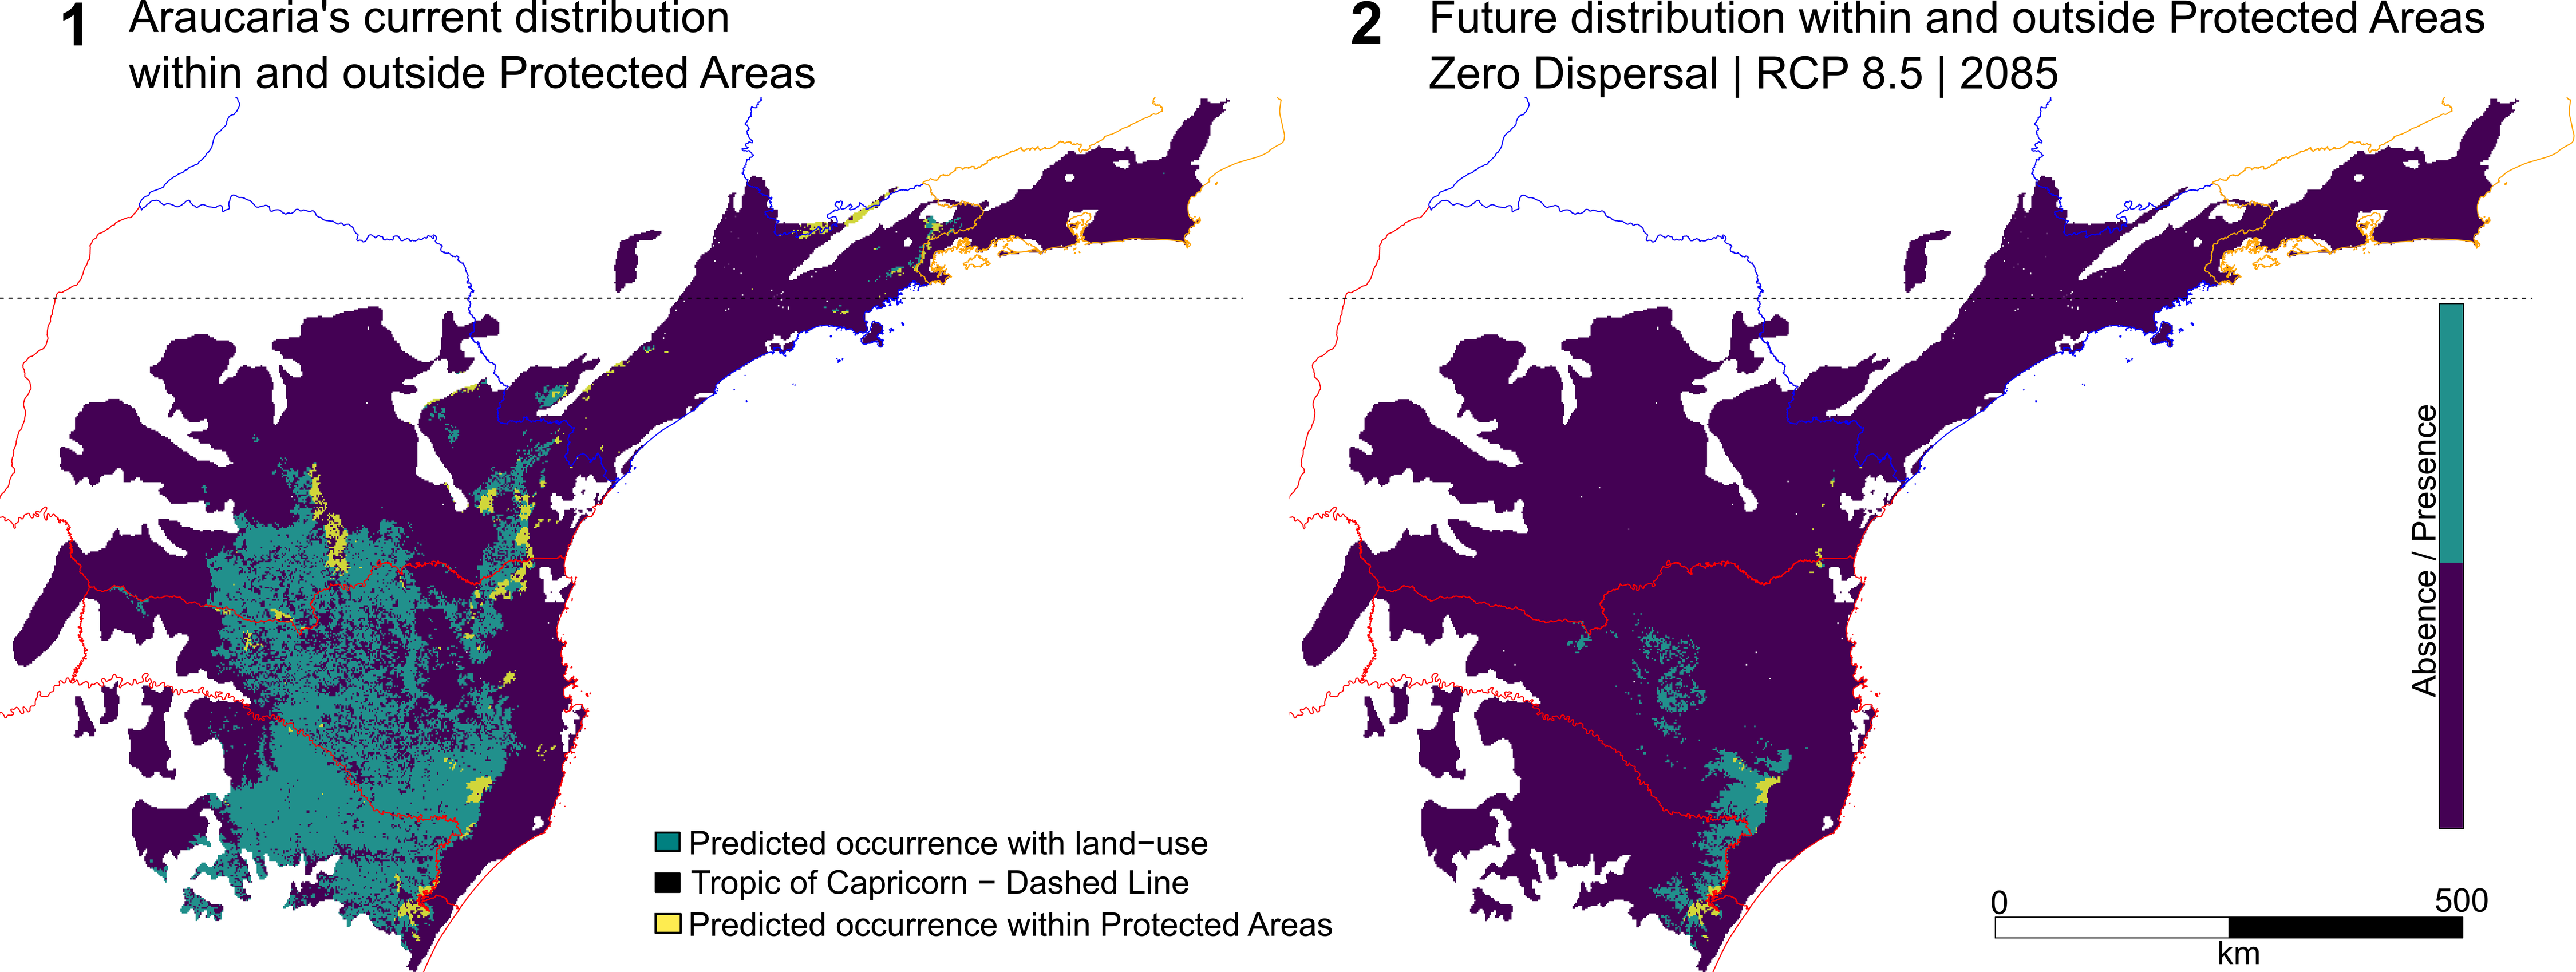 1 Araucaria's current distribution
within and outside Protected Areas
2 Future distribution within and outside Protected Areas
Zero Dispersal | RCP 8.5 | 2085
Absence / Presence
Predicted occurrence with land−use
Tropic of Capricorn − Dashed Line
Predicted occurrence within Protected Areas
0 500
km